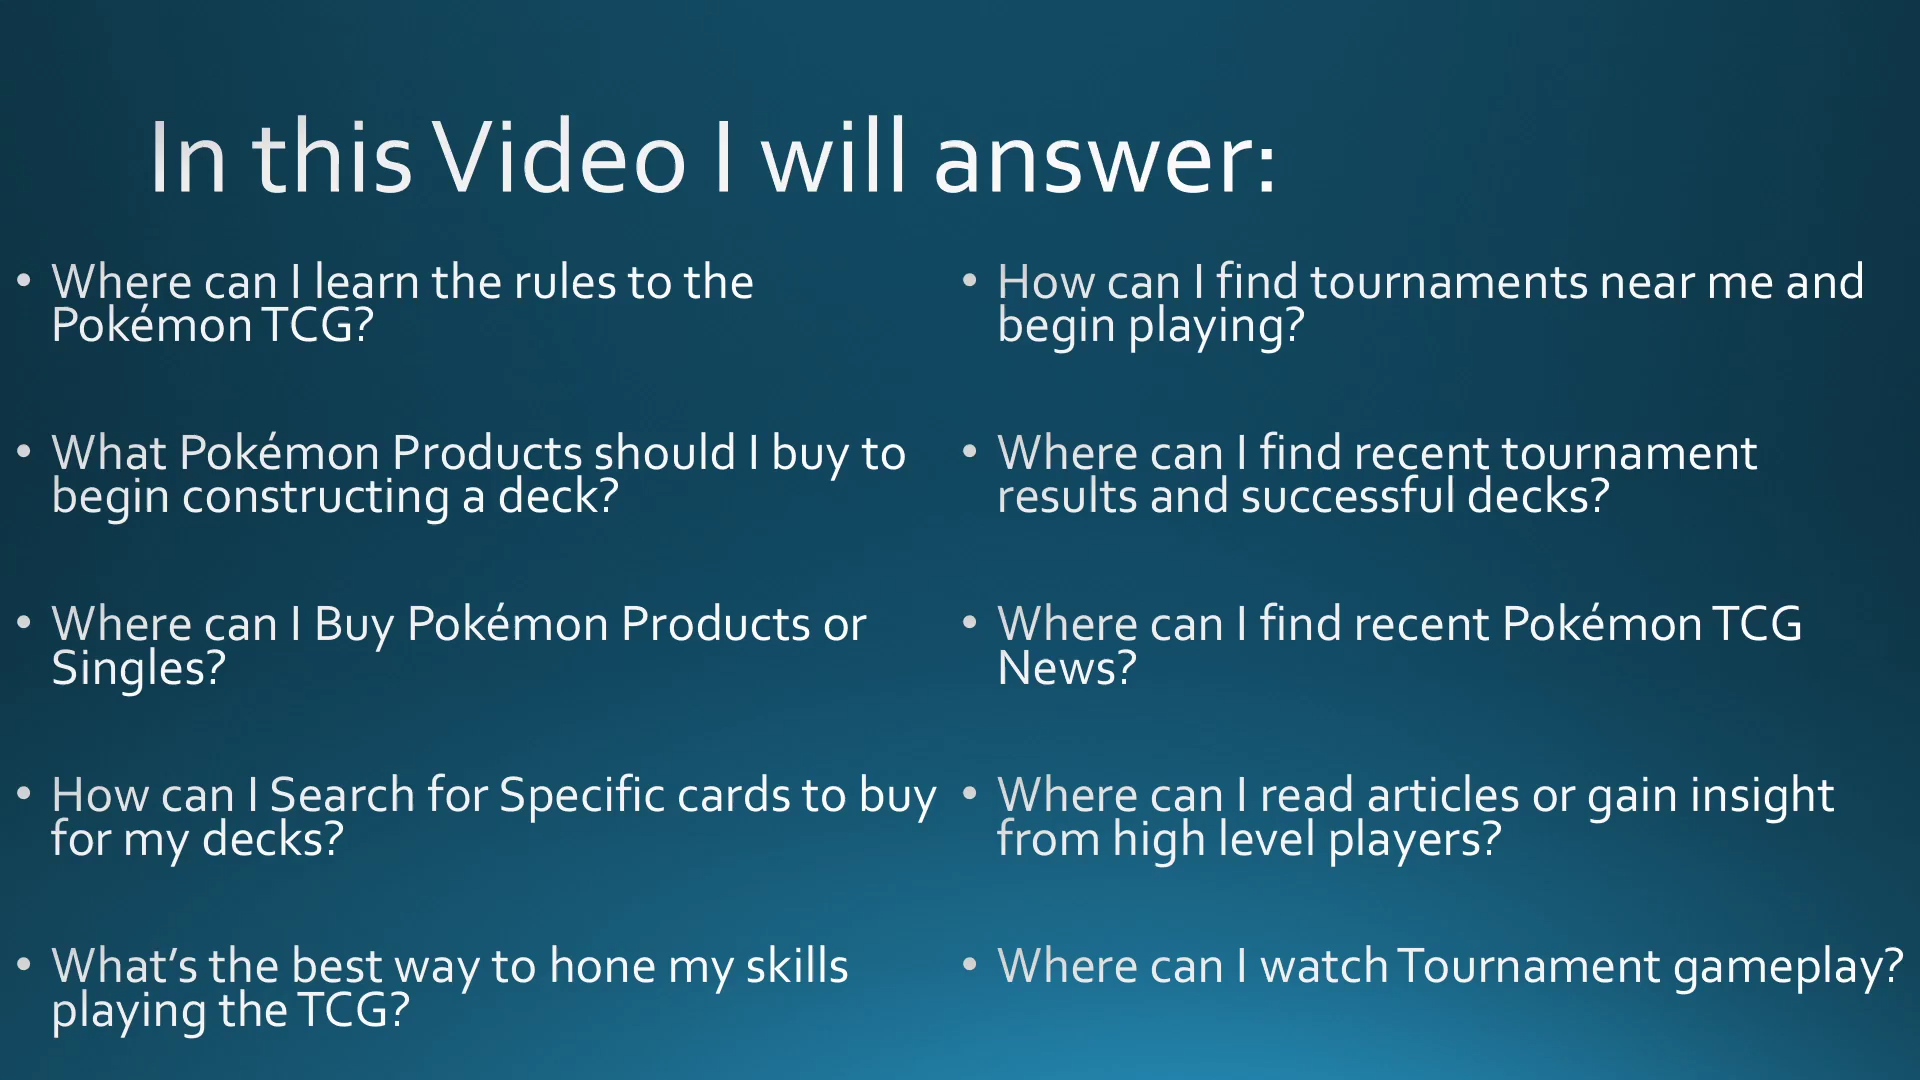 In this Video I will answer:
• Where can I learn the rules to the
Pokémon TCG?
• What Pokémon Products should I buy to
begin constructing a deck?
• Where can I Buy Pokémon Products or
Singles?
• How can I Search for Specific cards to buy
for my decks?
• What’s the best way to hone my skills
playing the TCG?
• How can I find tournaments near me and
begin playing?
• Where can I find recent tournament
results and successful decks?
• Where can I find recent Pokémon TCG
News?
• Where can I read articles or gain insight
from high level players?
• Where can I watch Tournament gameplay?